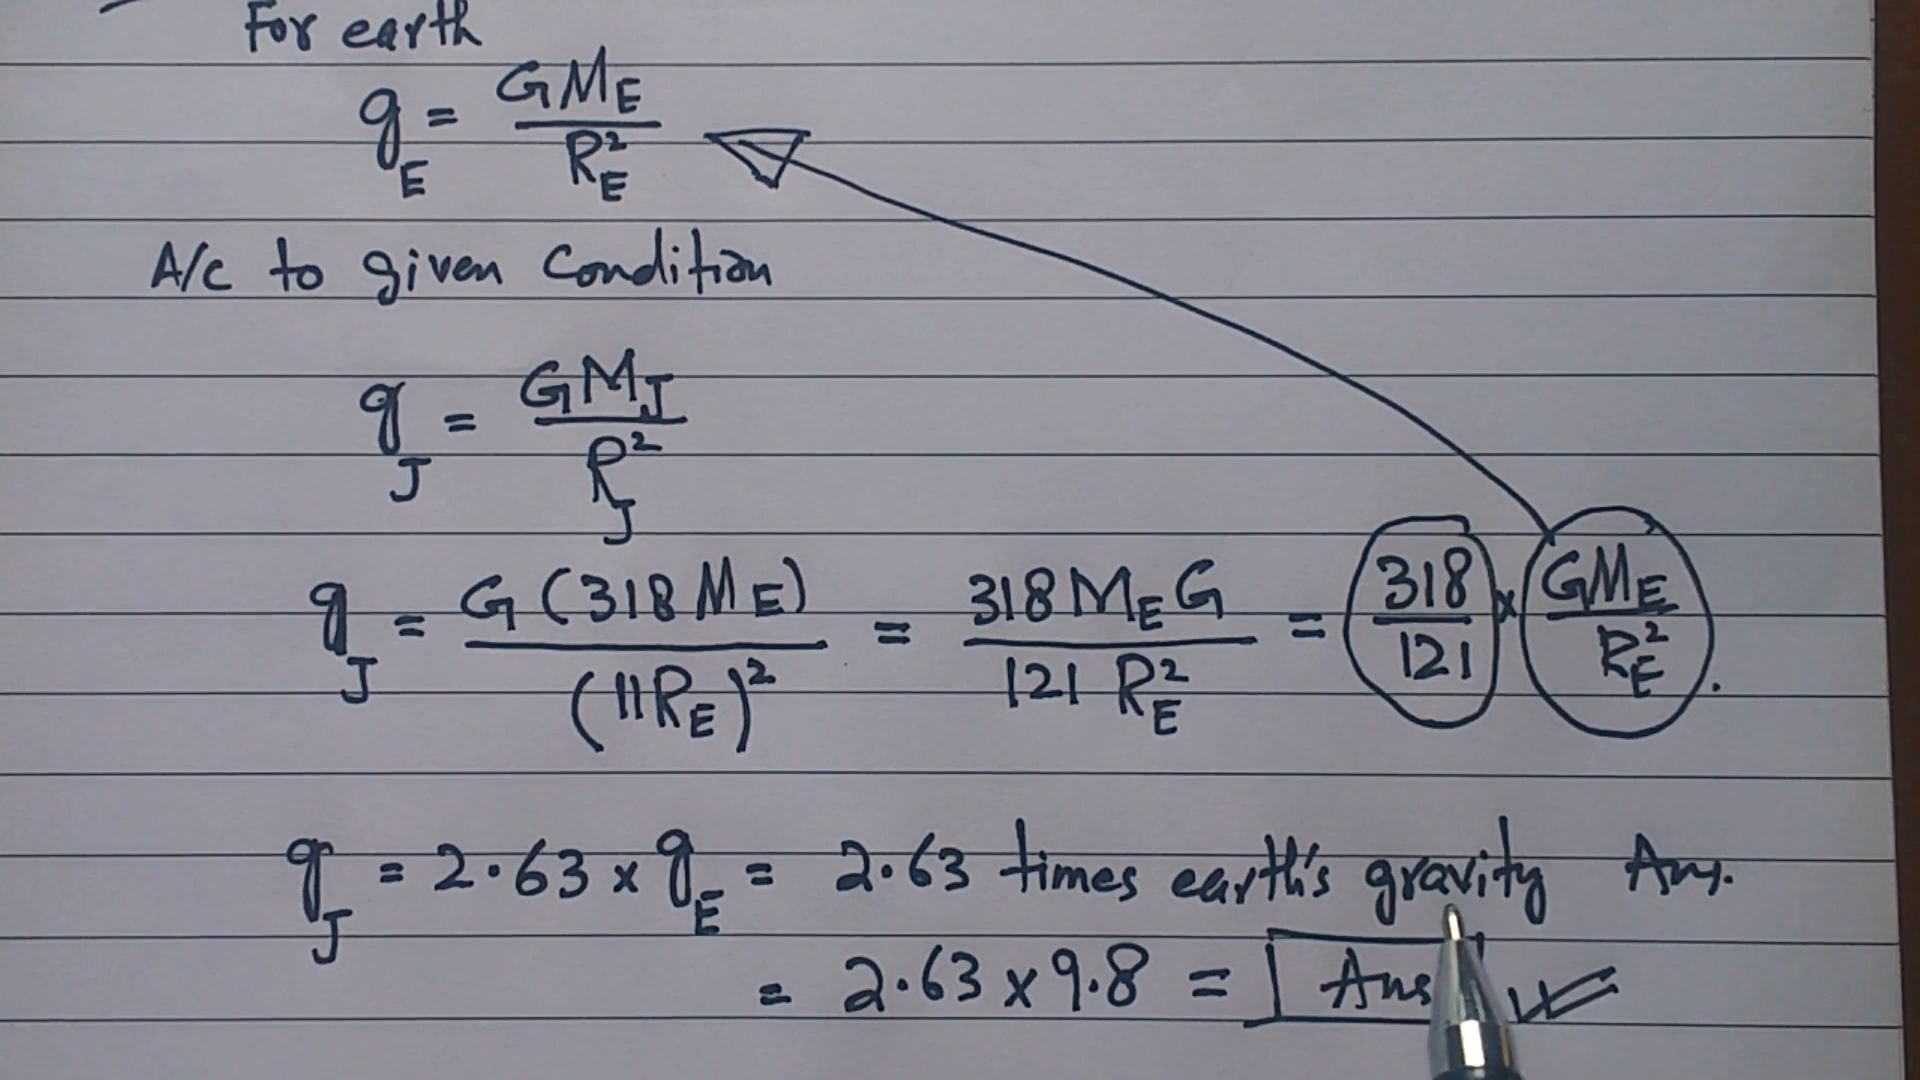 For earth
g_E = GM_E / R_E^2
A/c to given Condition
g_J = GM_J / R_J^2
g_J = G(318 M_E) / (11R_E)^2 = 318 M_E G / 121 R_E^2 = 318/121 × GM_E / R_E^2 .
g_J = 2.63 × g_E = 2.63 times earth's gravity Ans.
= 2.63 × 9.8 = Ans